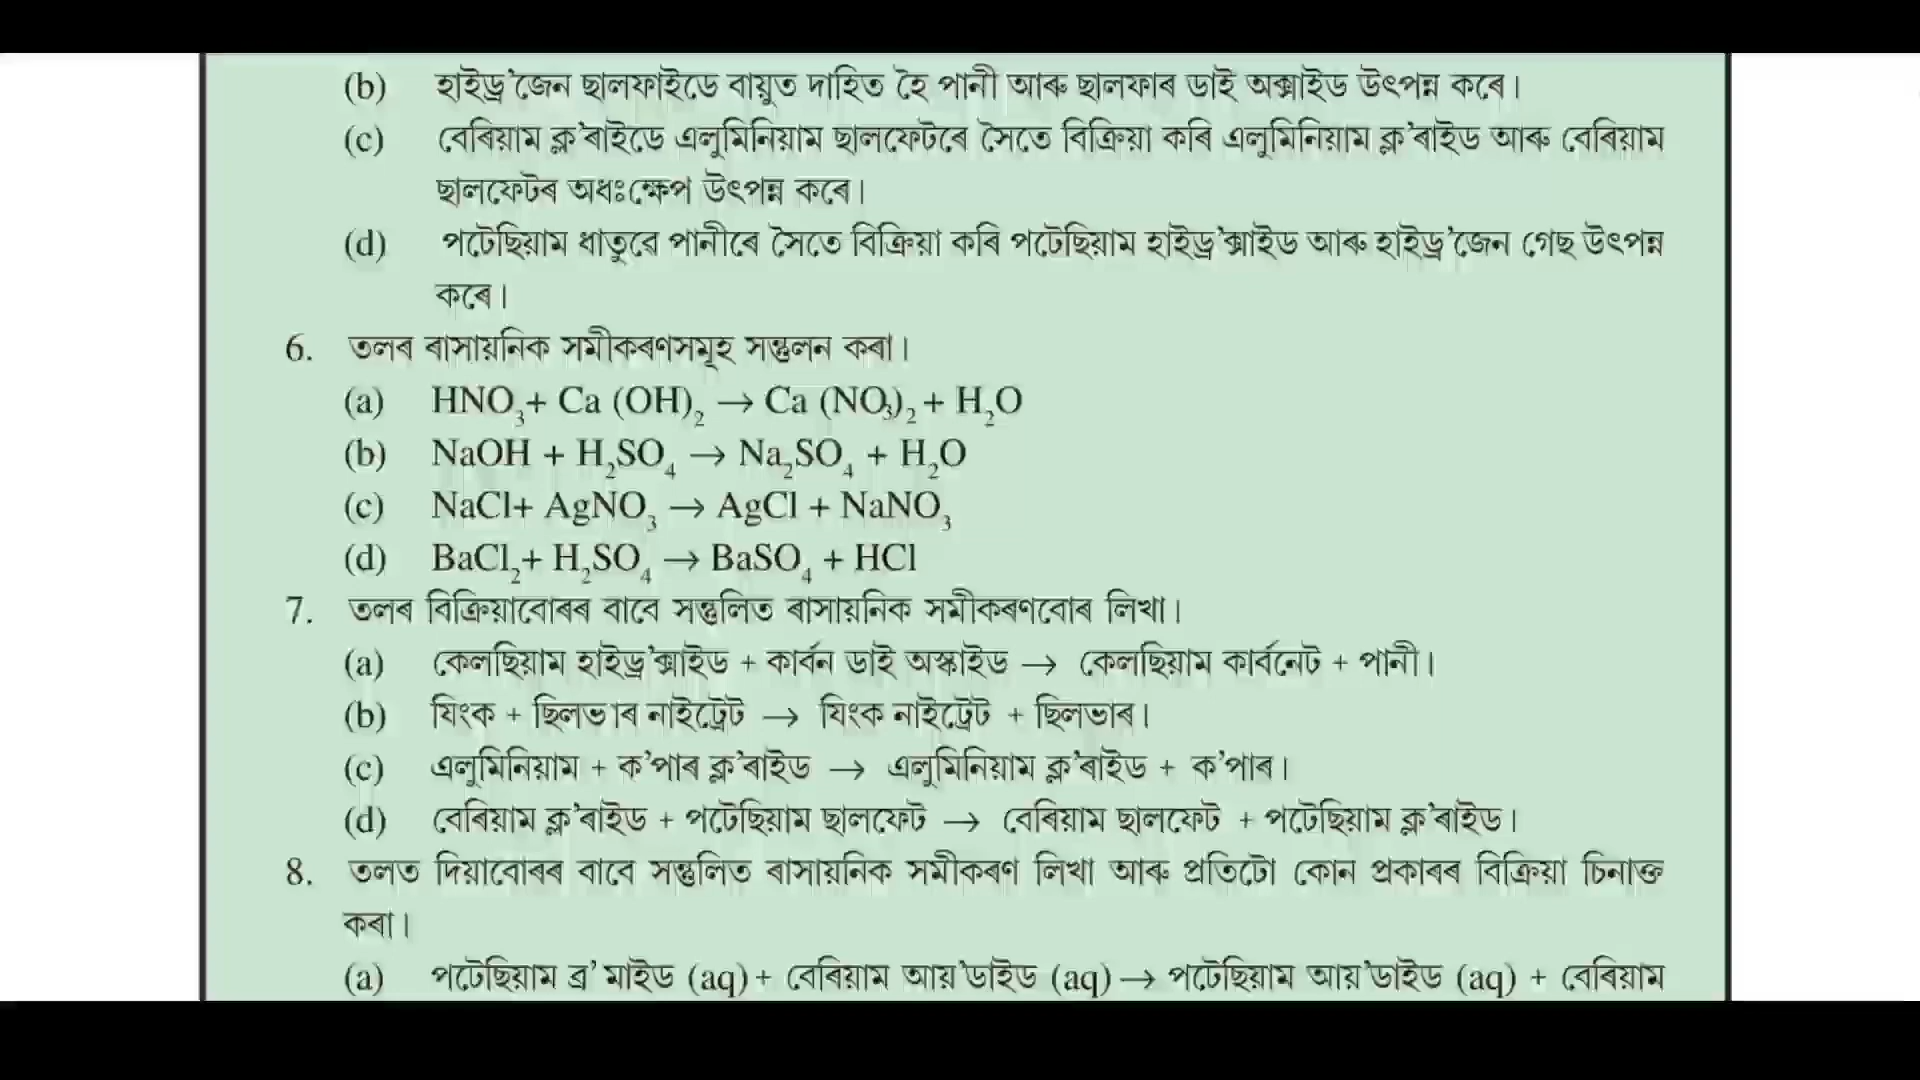 (b) হাইড্ৰ'জেন ছালফাইডে বায়ুত দাহিত হৈ পানী আৰু ছালফাৰ ডাই অক্সাইড উৎপন্ন কৰে।
(c) বেৰিয়াম ক্ল'ৰাইডে এলুমিনিয়াম ছালফেটৰে সৈতে বিক্ৰিয়া কৰি এলুমিনিয়াম ক্ল'ৰাইড আৰু বেৰিয়াম
ছালফেটৰ অধঃক্ষেপ উৎপন্ন কৰে।
(d) পটেছিয়াম ধাতুৱে পানীৰে সৈতে বিক্ৰিয়া কৰি পটেছিয়াম হাইড্ৰ'ক্সাইড আৰু হাইড্ৰ'জেন গেছ উৎপন্ন
কৰে।
6. তলৰ ৰাসায়নিক সমীকৰণসমূহ সন্তুলন কৰা।
(a) HNO₃+ Ca (OH)₂ → Ca (NO₃)₂ + H₂O
(b) NaOH + H₂SO₄ → Na₂SO₄ + H₂O
(c) NaCl+ AgNO₃ → AgCl + NaNO₃
(d) BaCl₂+ H₂SO₄ → BaSO₄ + HCl
7. তলৰ বিক্ৰিয়াবোৰৰ বাবে সন্তুলিত ৰাসায়নিক সমীকৰণবোৰ লিখা।
(a) কেলছিয়াম হাইড্ৰ'ক্সাইড + কাৰ্বন ডাই অস্কাইড → কেলছিয়াম কাৰ্বনেট + পানী।
(b) যিংক + ছিলভাৰ নাইট্ৰেট → যিংক নাইট্ৰেট + ছিলভাৰ।
(c) এলুমিনিয়াম + ক'পাৰ ক্ল'ৰাইড → এলুমিনিয়াম ক্ল'ৰাইড + ক'পাৰ।
(d) বেৰিয়াম ক্ল'ৰাইড + পটেছিয়াম ছালফেট → বেৰিয়াম ছালফেট + পটেছিয়াম ক্ল'ৰাইড।
8. তলত দিয়াবোৰৰ বাবে সন্তুলিত ৰাসায়নিক সমীকৰণ লিখা আৰু প্ৰতিটো কোন প্ৰকাৰৰ বিক্ৰিয়া চিনাক্ত
কৰা।
(a) পটেছিয়াম ব্ৰ'মাইড (aq) + বেৰিয়াম আয়'ডাইড (aq) → পটেছিয়াম আয়'ডাইড (aq) + বেৰিয়াম